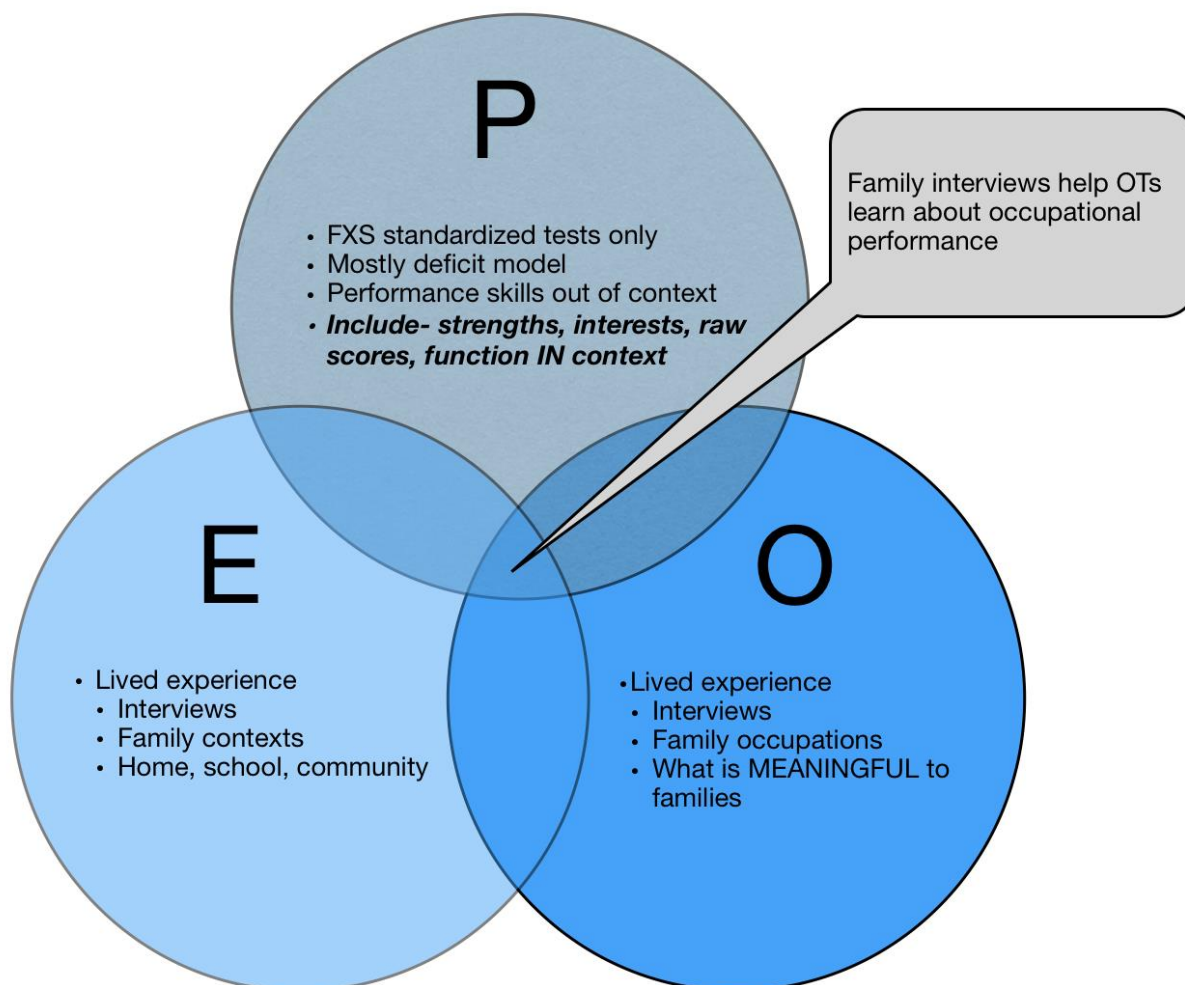 P
• FXS standardized tests only
• Mostly deficit model
• Performance skills out of context
• Include- strengths, interests, raw
scores, function IN context
Family interviews help OTs
learn about occupational
performance
E
• Lived experience
• Interviews
• Family contexts
• Home, school, community
O
•Lived experience
• Interviews
• Family occupations
• What is MEANINGFUL to
families